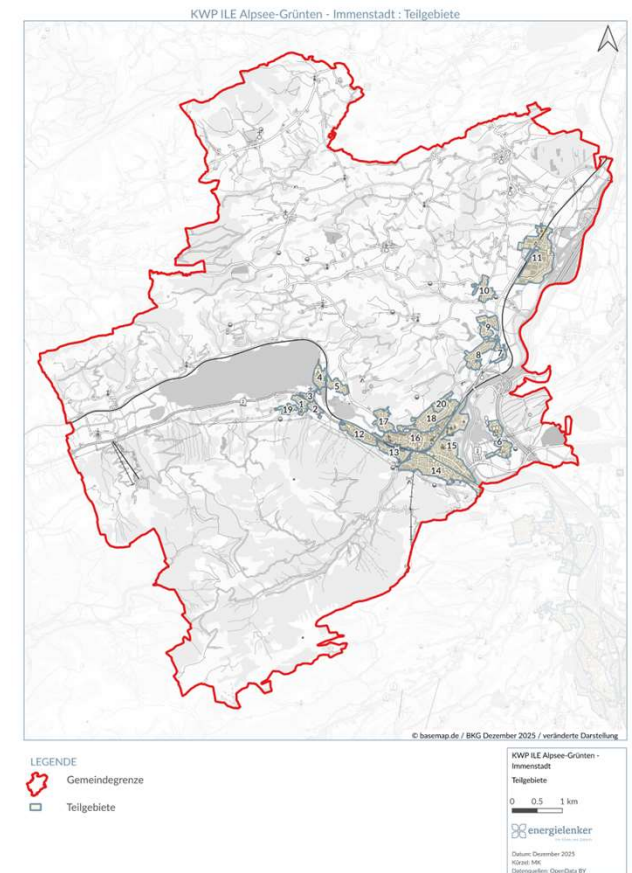 KWP ILE Alpsee-Grünten - Immenstadt : Teilgebiete
11
10
9
8
4
5
3
1
19
2
20
17
18
12
16
6
15
13
14
© basemap.de / BKG Dezember 2025 / veränderte Darstellung
LEGENDE
Gemeindegrenze
Teilgebiete
KWP ILE Alpsee-Grünten -
Immenstadt
Teilgebiete
0 0.5 1 km
energielenker
Datum: Dezember 2025
Kürzel: MK
Datenquellen: OpenData BY